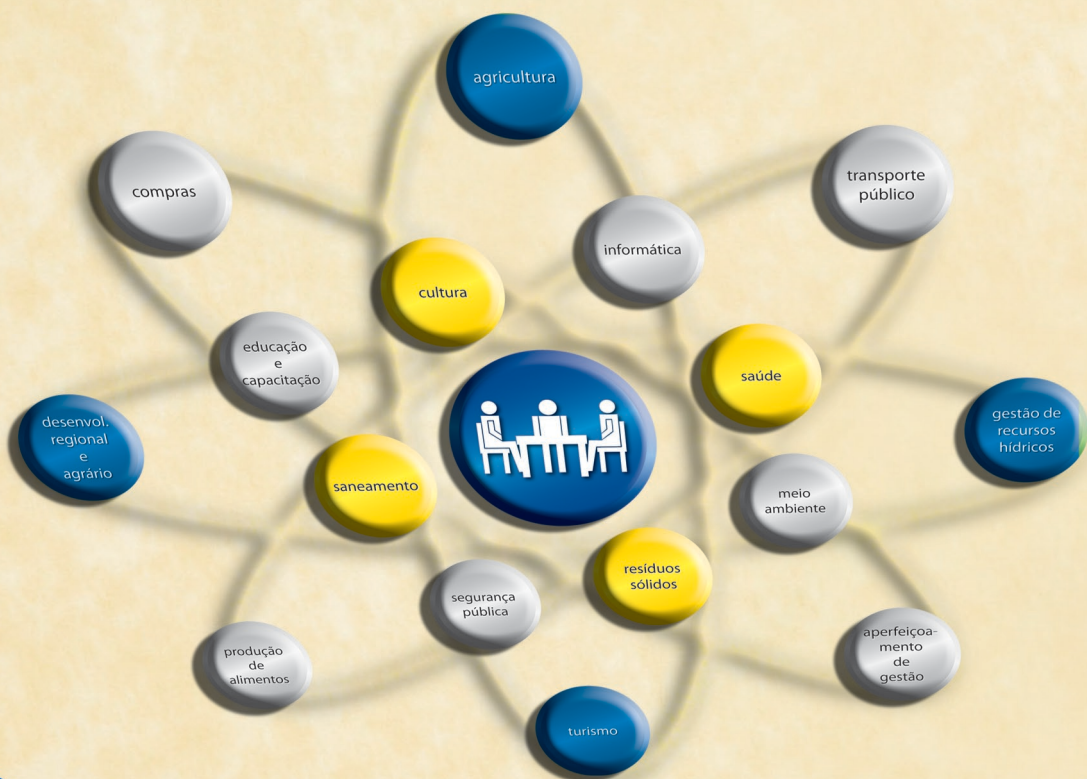 agricultura
compras
transporte
público
informática
cultura
educação
e
capacitação
saúde
desenvol.
regional
e
agrário
gestão de
recursos
hídricos
saneamento
meio
ambiente
resíduos
sólidos
segurança
pública
produção
de
alimentos
aperfeiçoa-
mento
de
gestão
turismo